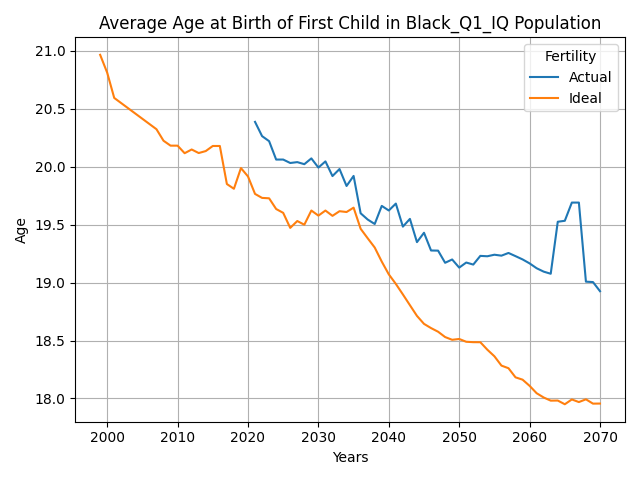 Average Age at Birth of First Child in Black_Q1_IQ Population
Fertility
Actual
Ideal
Age
21.0
20.5
20.0
19.5
19.0
18.5
18.0
2000 2010 2020 2030 2040 2050 2060 2070
Years